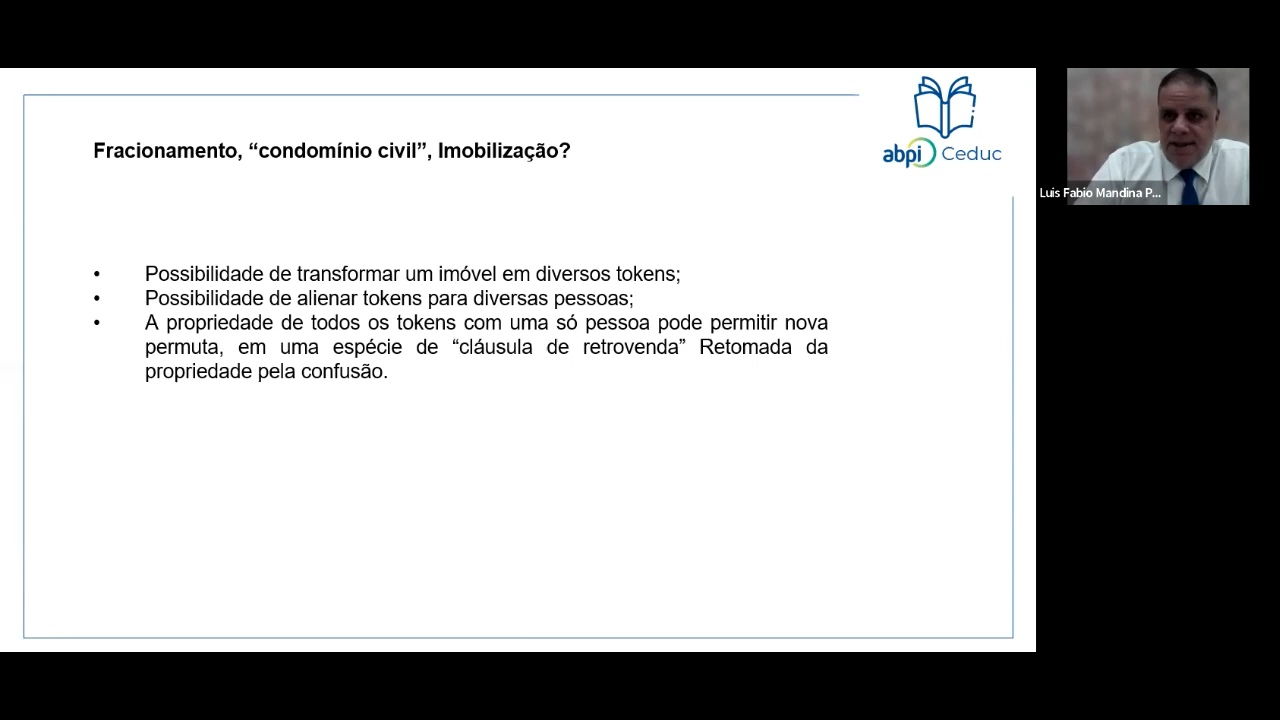 Fracionamento, “condomínio civil”, Imobilização?
abpi Ceduc
Luis Fabio Mandina P...
• Possibilidade de transformar um imóvel em diversos tokens;
• Possibilidade de alienar tokens para diversas pessoas;
• A propriedade de todos os tokens com uma só pessoa pode permitir nova
permuta, em uma espécie de “cláusula de retrovenda” Retomada da
propriedade pela confusão.